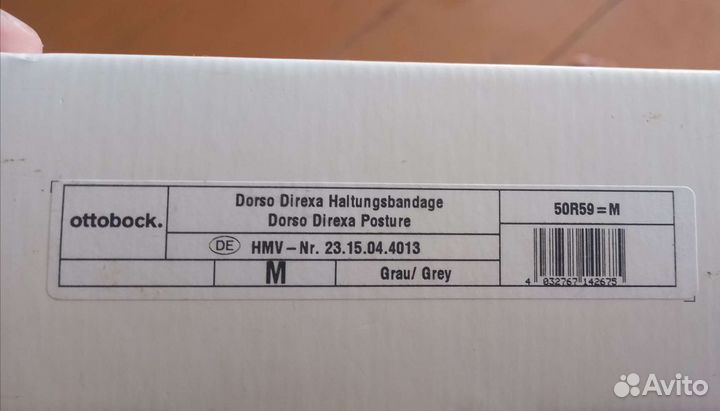 ottobock.
Dorso Direxa Haltungsbandage
Dorso Direxa Posture
50R59=M
DE HMV-Nr. 23.15.04.4013
M
Grau/ Grey
4 032767 142675
Avito